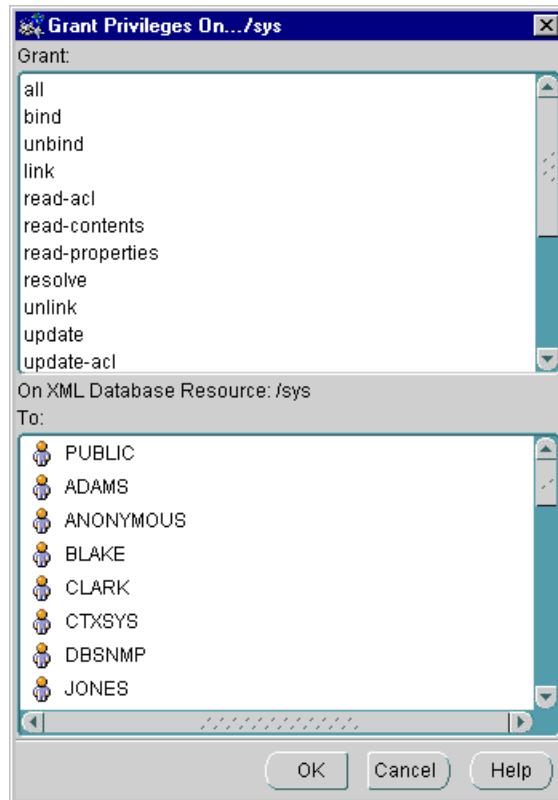 Grant Privileges On.../sys
Grant:
all
bind
unbind
link
read-acl
read-contents
read-properties
resolve
unlink
update
update-acl
On XML Database Resource: /sys
To:
PUBLIC
ADAMS
ANONYMOUS
BLAKE
CLARK
CTXSYS
DBSNMP
JONES
OK Cancel Help